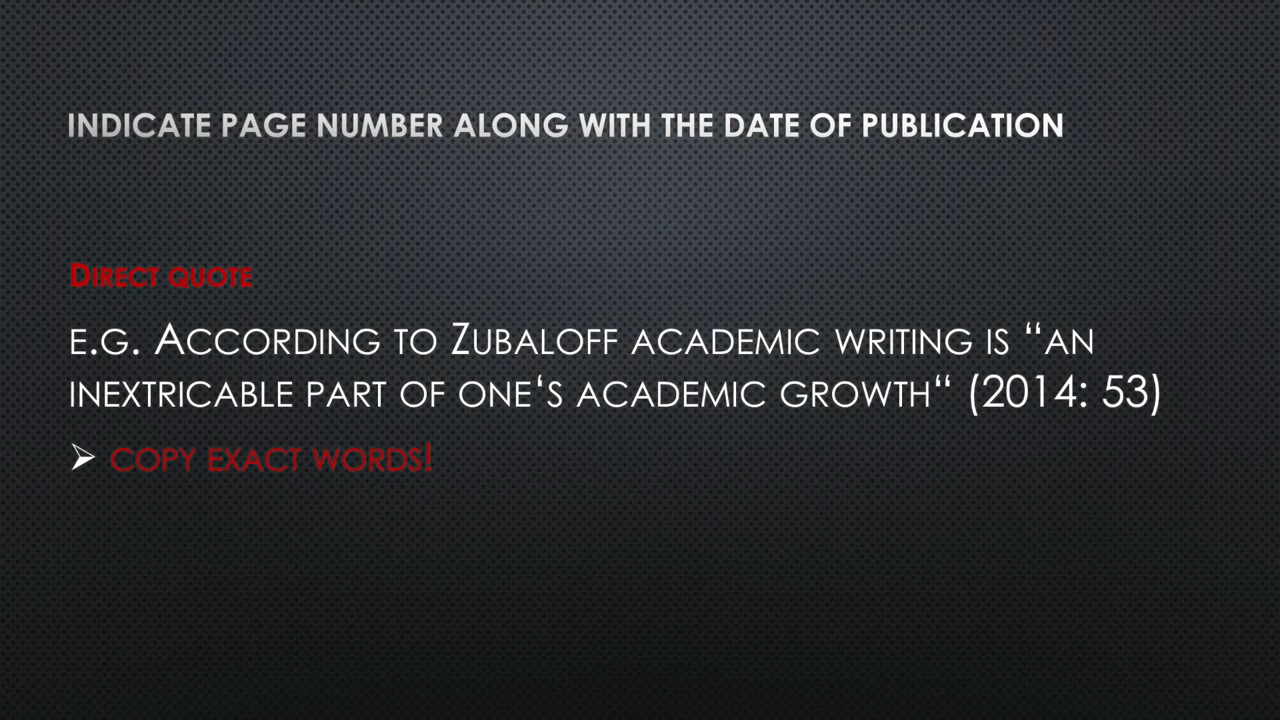 INDICATE PAGE NUMBER ALONG WITH THE DATE OF PUBLICATION
DIRECT QUOTE
E.G. ACCORDING TO ZUBALOFF ACADEMIC WRITING IS “AN
INEXTRICABLE PART OF ONE‘S ACADEMIC GROWTH“ (2014: 53)
➢ COPY EXACT WORDS!